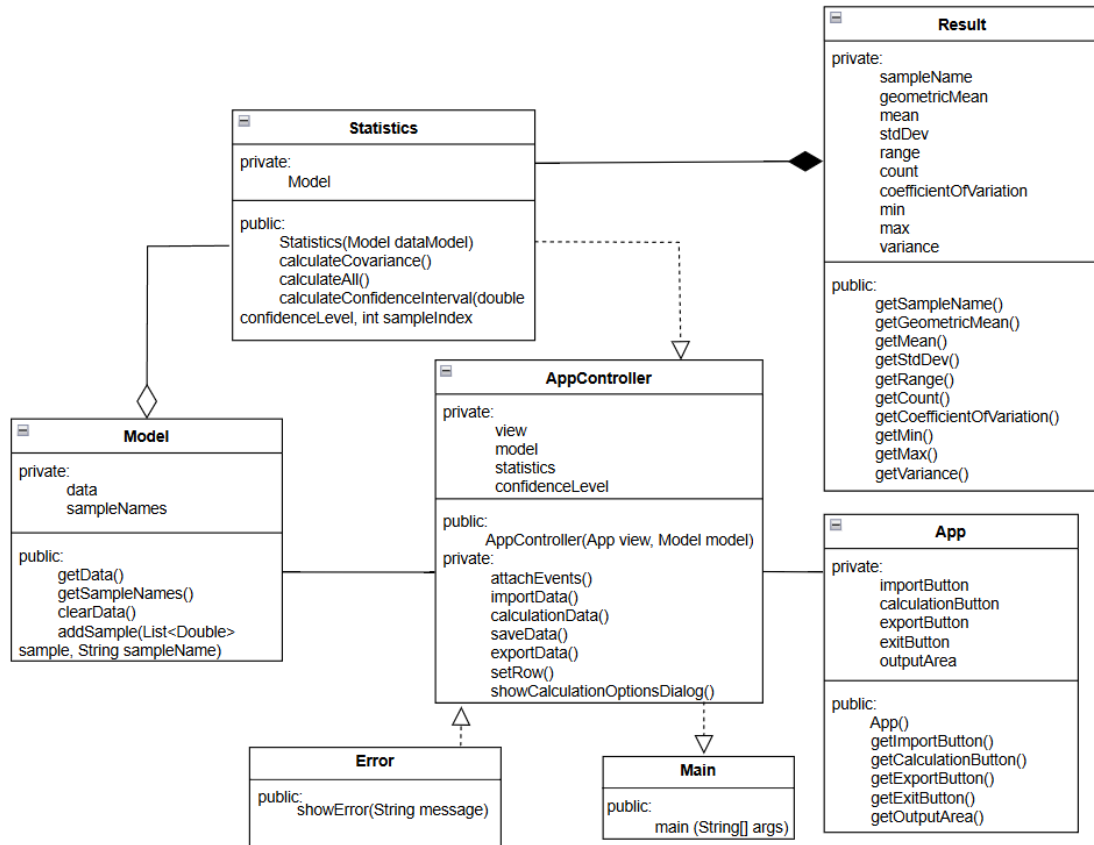 Result
private:
sampleName
geometricMean
mean
stdDev
range
count
coefficientOfVariation
min
max
variance
public:
getSampleName()
getGeometricMean()
getMean()
getStdDev()
getRange()
getCount()
getCoefficientOfVariation()
getMin()
getMax()
getVariance()
Statistics
private:
Model
public:
Statistics(Model dataModel)
calculateCovariance()
calculateAll()
calculateConfidenceInterval(double
confidenceLevel, int sampleIndex
AppController
private:
view
model
statistics
confidenceLevel
public:
AppController(App view, Model model)
private:
attachEvents()
importData()
calculationData()
saveData()
exportData()
setRow()
showCalculationOptionsDialog()
Model
private:
data
sampleNames
public:
getData()
getSampleNames()
clearData()
addSample(List<Double>
sample, String sampleName)
App
private:
importButton
calculationButton
exportButton
exitButton
outputArea
public:
App()
getImportButton()
getCalculationButton()
getExportButton()
getExitButton()
getOutputArea()
Error
public:
showError(String message)
Main
public:
main (String[] args)